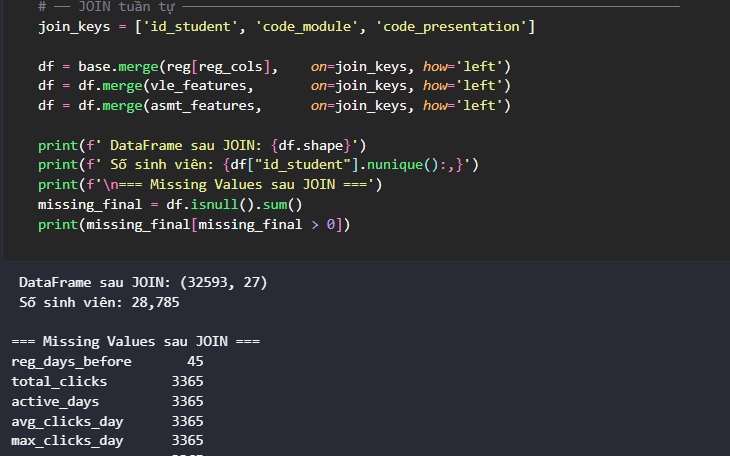 # —— JOIN tuần tự ——————————————————————————————
join_keys = ['id_student', 'code_module', 'code_presentation']
df = base.merge(reg[reg_cols],    on=join_keys, how='left')
df = df.merge(vle_features,       on=join_keys, how='left')
df = df.merge(asmt_features,      on=join_keys, how='left')
print(f' DataFrame sau JOIN: {df.shape}')
print(f' Số sinh viên: {df["id_student"].nunique():,}')
print(f'\n=== Missing Values sau JOIN ===')
missing_final = df.isnull().sum()
print(missing_final[missing_final > 0])
DataFrame sau JOIN: (32593, 27)
Số sinh viên: 28,785
=== Missing Values sau JOIN ===
reg_days_before       45
total_clicks        3365
active_days         3365
avg_clicks_day      3365
max_clicks_day      3365